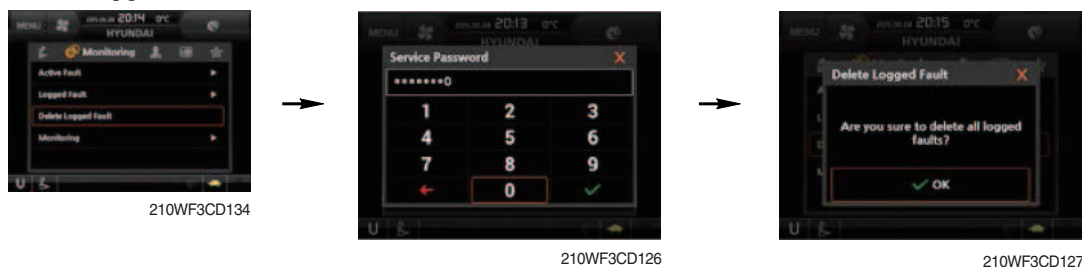 MENU 20:14 0°C
HYUNDAI
Monitoring
Active Fault
Logged Fault
Delete Logged Fault
Monitoring
U
210WF3CD134
MENU 20:13 0°C
HYUNDAI
Service Password X
*******0
1 2 3
4 5 6
7 8 9
0
U
210WF3CD126
MENU 20:15 0°C
HYUNDAI
Delete Logged Fault X
Are you sure to delete all logged
faults?
OK
U
210WF3CD127